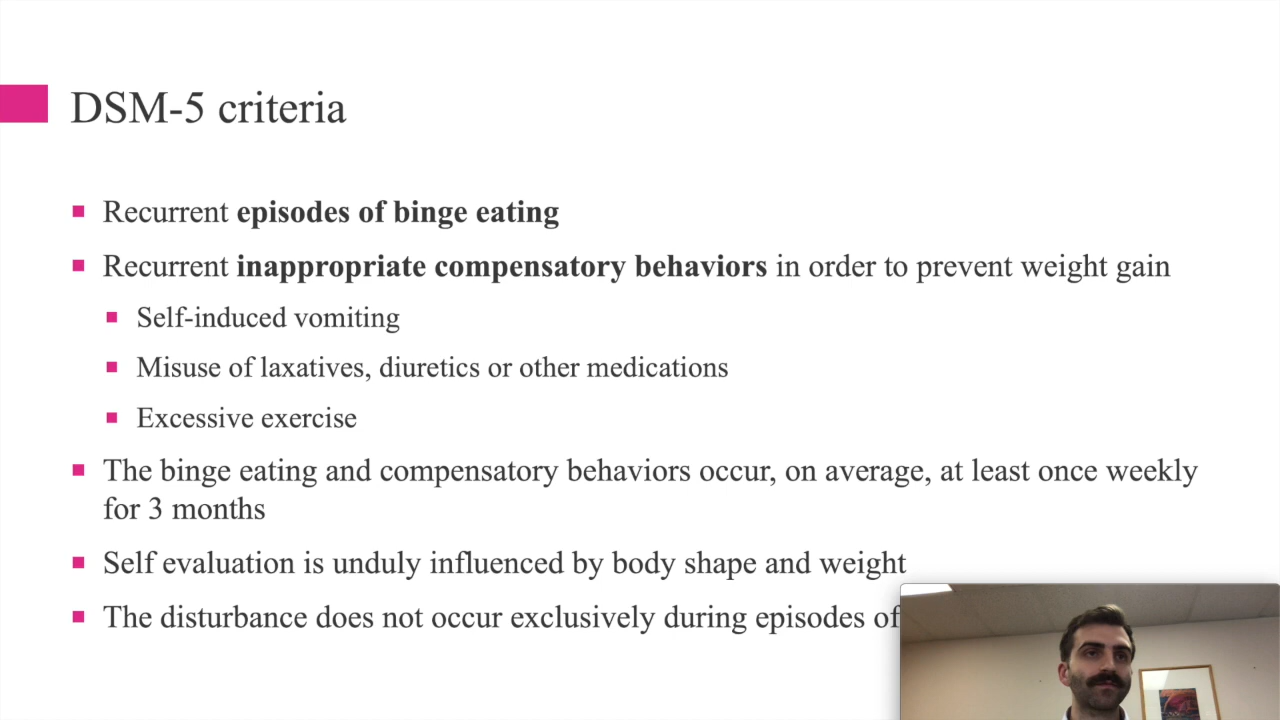 DSM-5 criteria
Recurrent episodes of binge eating
Recurrent inappropriate compensatory behaviors in order to prevent weight gain
Self-induced vomiting
Misuse of laxatives, diuretics or other medications
Excessive exercise
The binge eating and compensatory behaviors occur, on average, at least once weekly
for 3 months
Self evaluation is unduly influenced by body shape and weight
The disturbance does not occur exclusively during episodes of